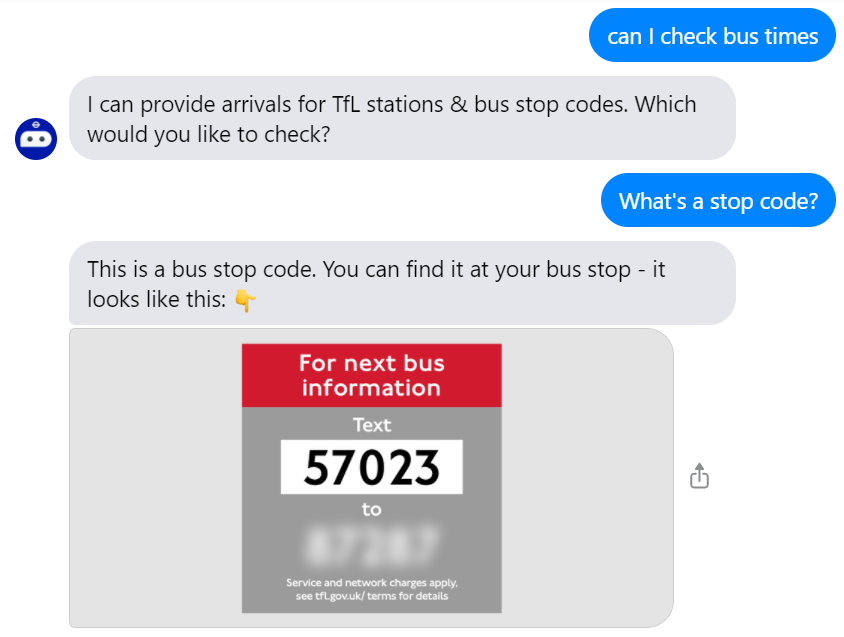 can I check bus times
I can provide arrivals for TfL stations & bus stop codes. Which
would you like to check?
What's a stop code?
This is a bus stop code. You can find it at your bus stop - it
looks like this: 👇
For next bus
information
Text
57023
to
Service and network charges apply,
see tfl.gov.uk/ terms for details